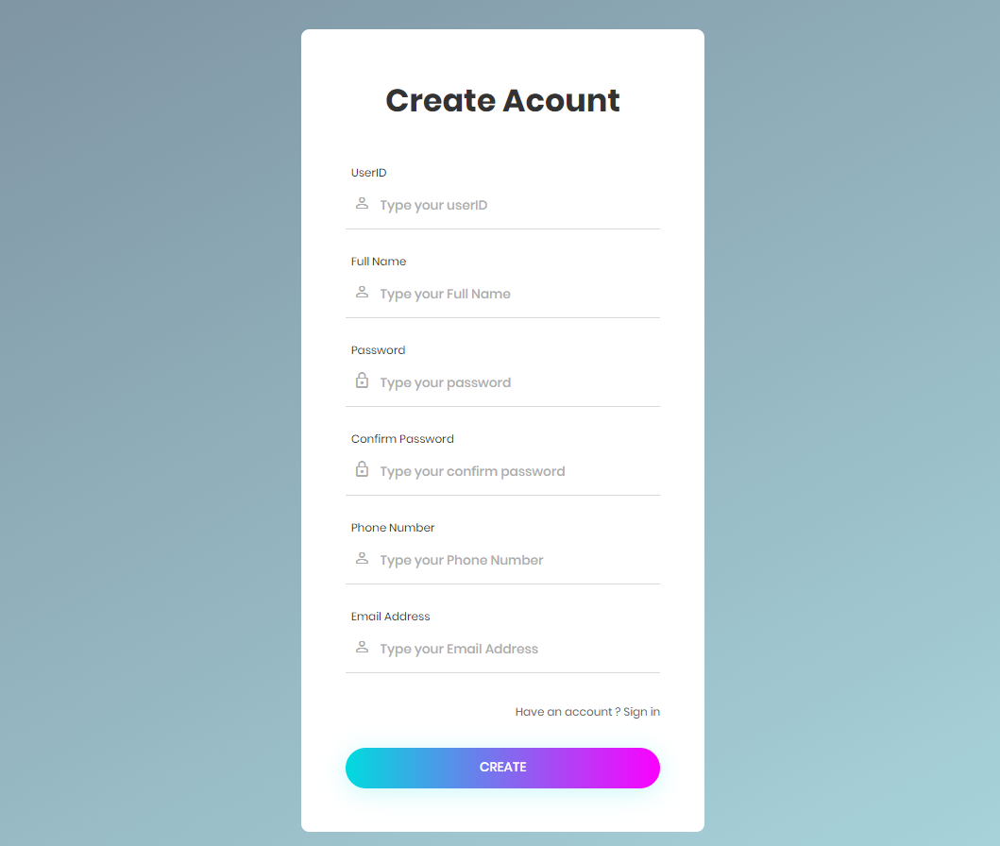 Create Acount
UserID
Type your userID
Full Name
Type your Full Name
Password
Type your password
Confirm Password
Type your confirm password
Phone Number
Type your Phone Number
Email Address
Type your Email Address
Have an account ? Sign in
CREATE